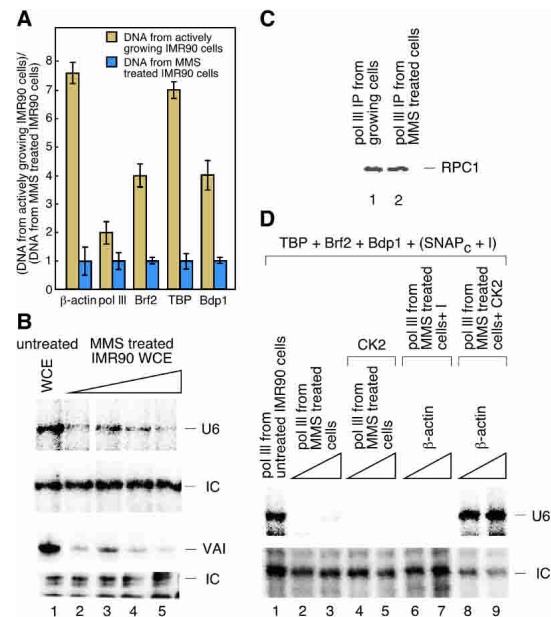 A
DNA from actively
growing IMR90 cells
DNA from MMS
treated IMR90 cells
(DNA from actively growing IMR90 cells)/
(DNA from MMS treated IMR90 cells)
8
7
6
5
4
3
2
1
0
β-actin pol III Brf2 TBP Bdp1
B
untreated
MMS treated
IMR90 WCE
WCE
U6
IC
VAI
IC
1 2 3 4 5
C
pol III IP from
growing cells
pol III IP from
MMS treated cells
RPC1
1 2
D
TBP + Brf2 + Bdp1 + (SNAPC + I)
pol III from
untreated IMR90 cells
pol III from
MMS treated
cells
CK2
pol III from
MMS treated
cells
pol III from
MMS treated
cells+ I
β-actin
pol III from
MMS treated
cells+ CK2
β-actin
U6
IC
1 2 3 4 5 6 7 8 9